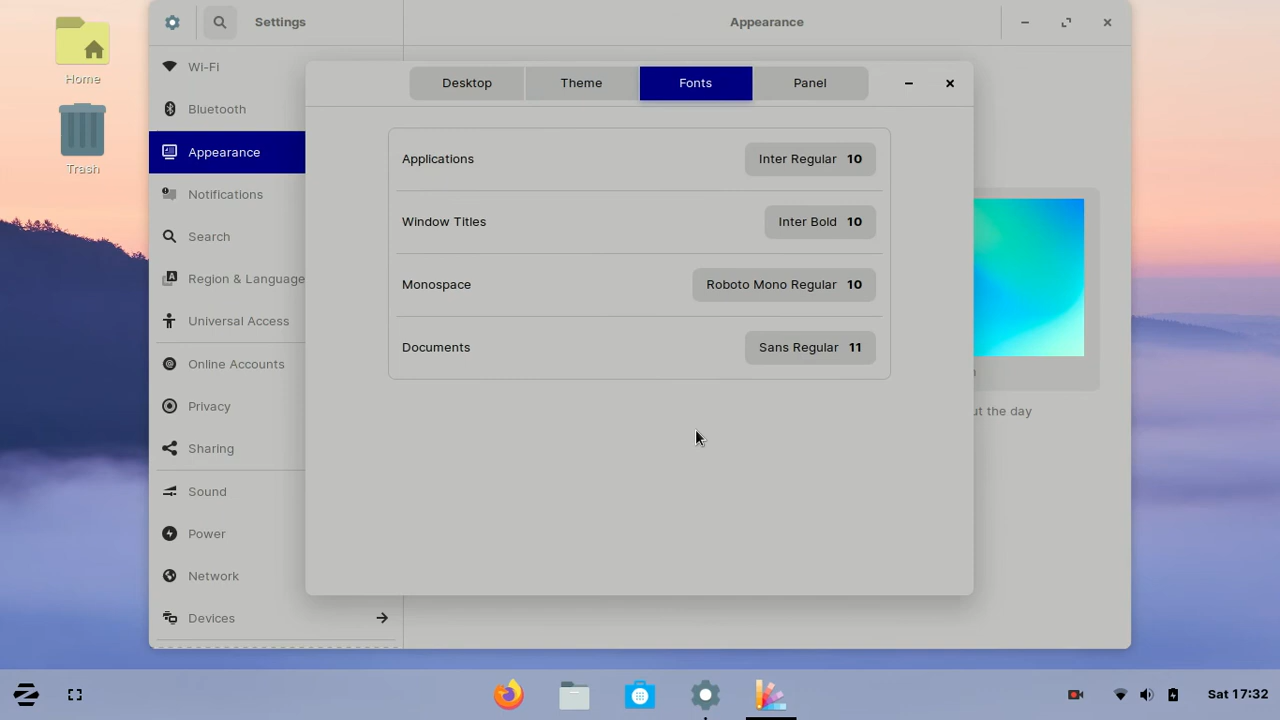 Home
Trash
Settings
Appearance
Wi-Fi
Bluetooth
Appearance
Notifications
Search
Region & Language
Universal Access
Online Accounts
Privacy
Sharing
Sound
Power
Network
Devices
Desktop
Theme
Fonts
Panel
Applications
Inter Regular 10
Window Titles
Inter Bold 10
Monospace
Roboto Mono Regular 10
Documents
Sans Regular 11
the day
Sat 17:32